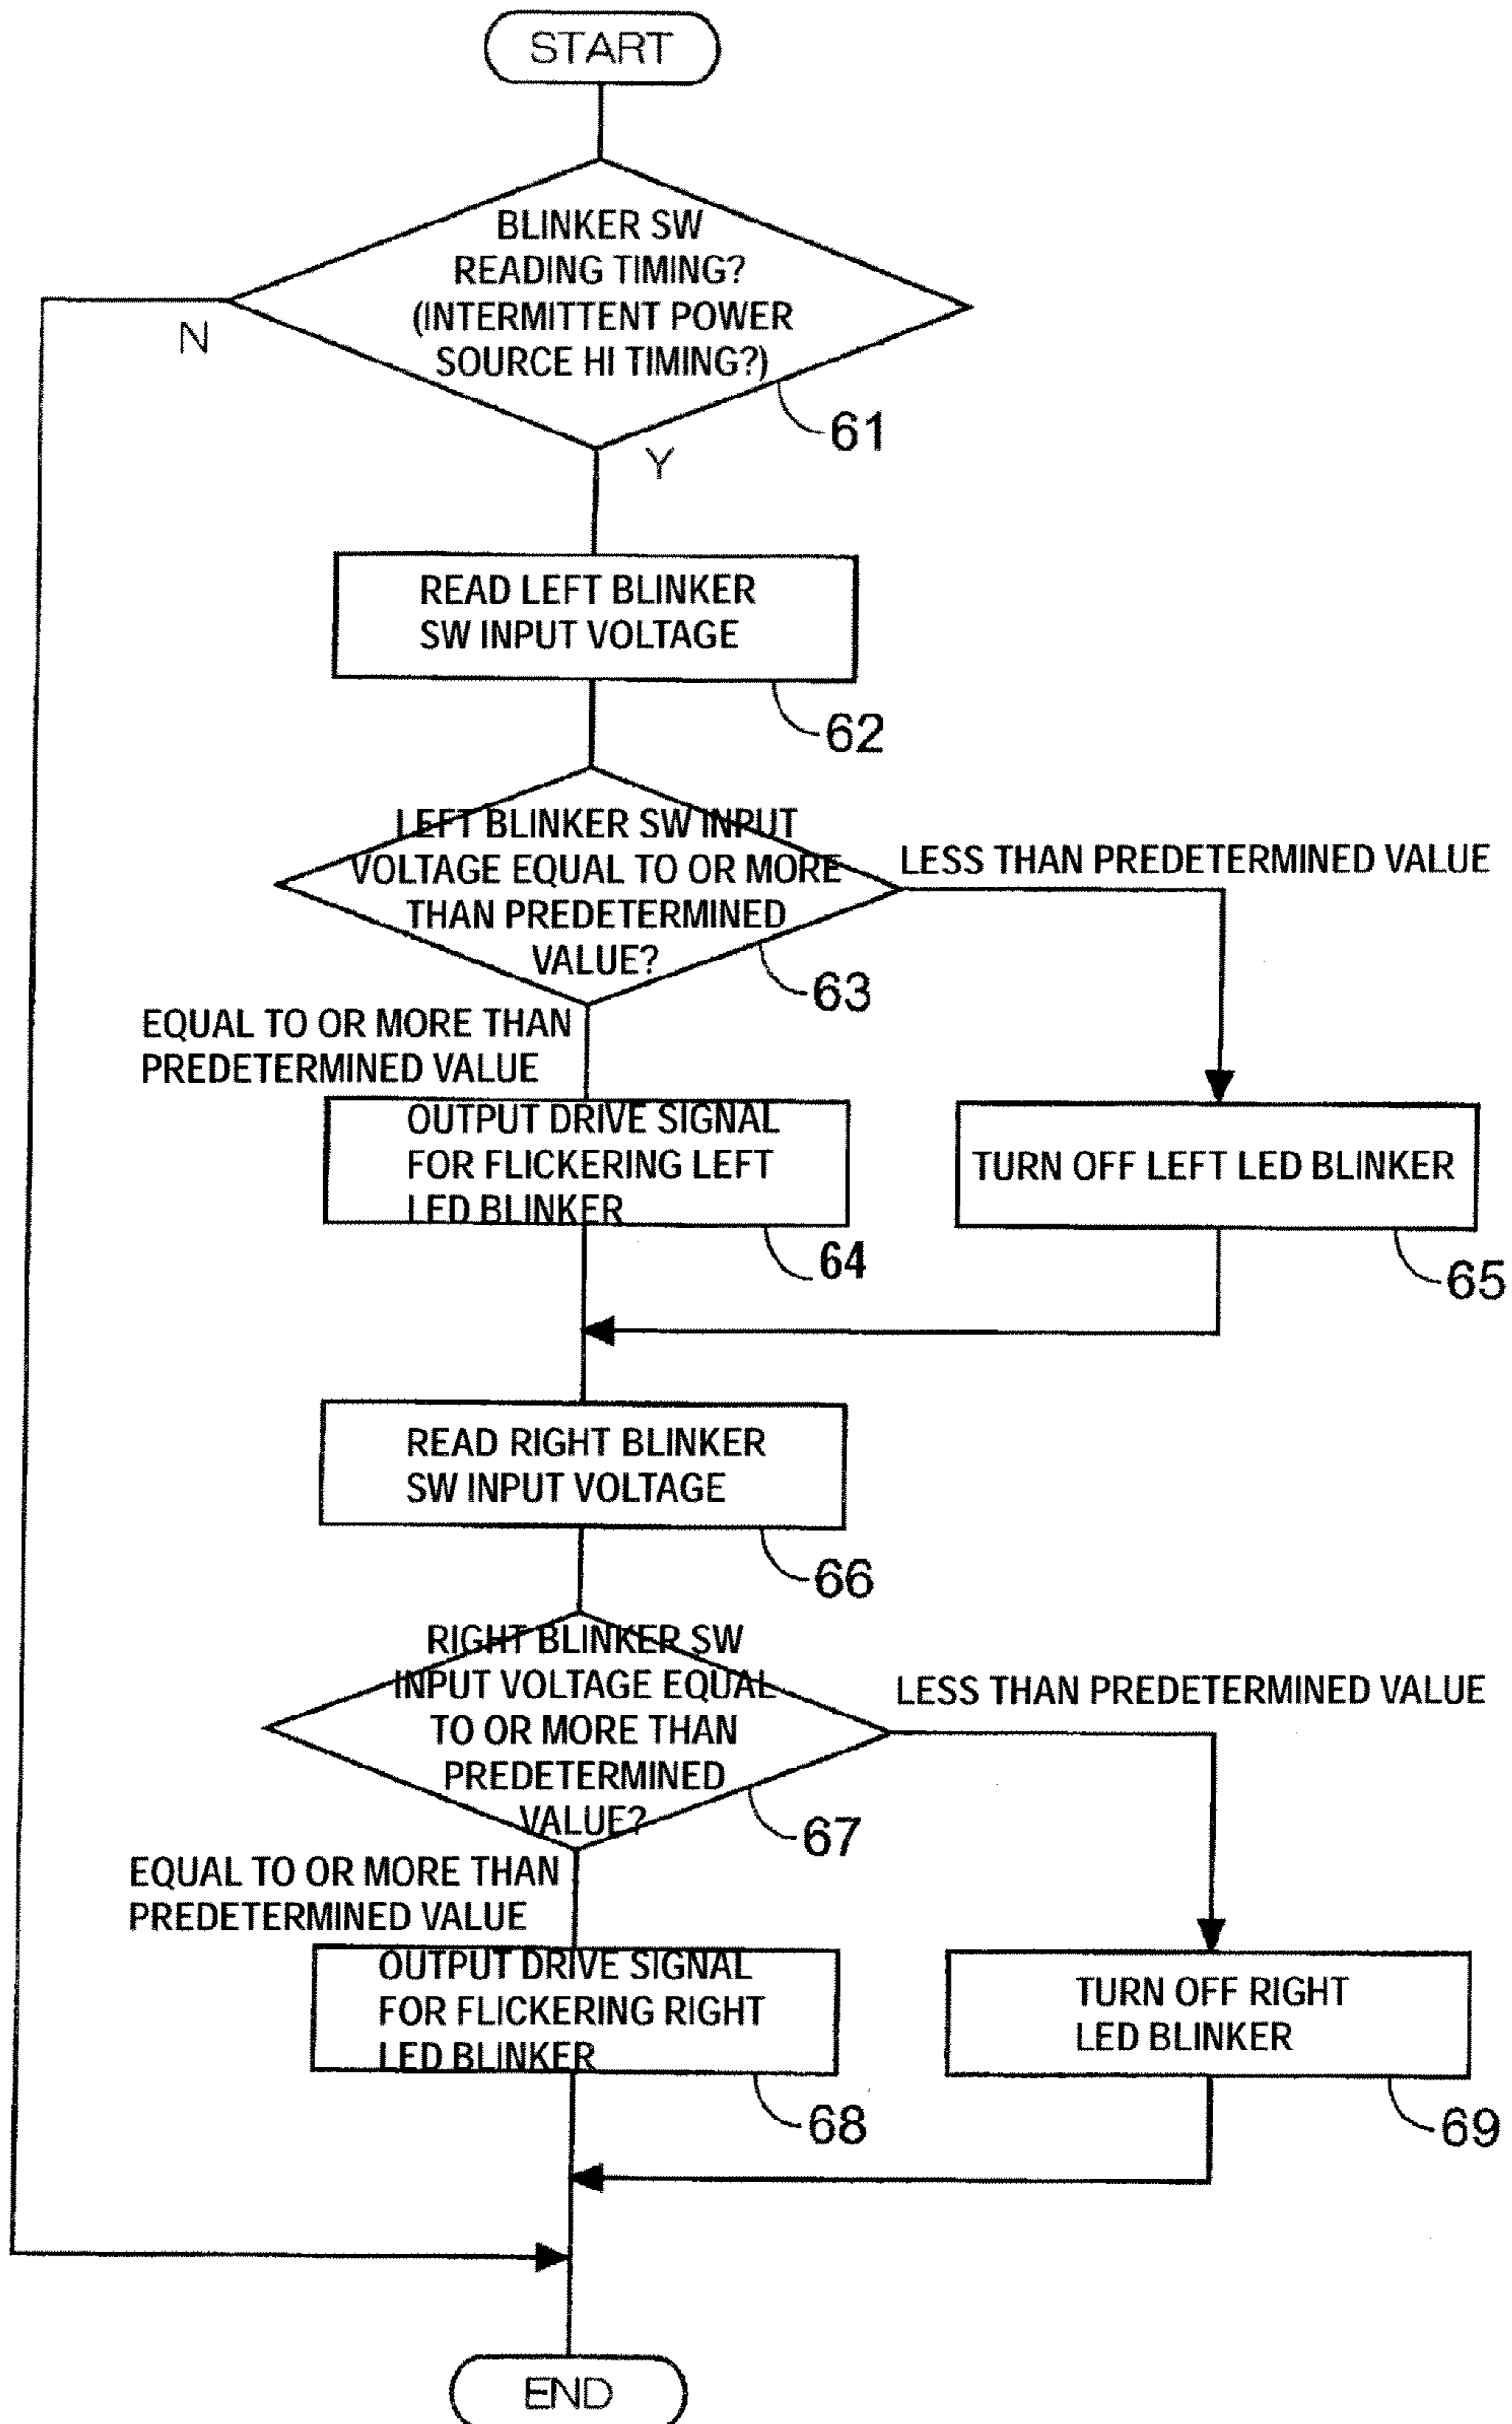 START
BLINKER SW
READING TIMING?
(INTERMITTENT POWER
SOURCE HI TIMING?)
N
61
Y
READ LEFT BLINKER
SW INPUT VOLTAGE
62
LEFT BLINKER SW INPUT
VOLTAGE EQUAL TO OR MORE
THAN PREDETERMINED
VALUE?
LESS THAN PREDETERMINED VALUE
63
EQUAL TO OR MORE THAN
PREDETERMINED VALUE
OUTPUT DRIVE SIGNAL
FOR FLICKERING LEFT
LED BLINKER
64
TURN OFF LEFT LED BLINKER
65
READ RIGHT BLINKER
SW INPUT VOLTAGE
66
RIGHT BLINKER SW
INPUT VOLTAGE EQUAL
TO OR MORE THAN
PREDETERMINED
VALUE?
LESS THAN PREDETERMINED VALUE
67
EQUAL TO OR MORE THAN
PREDETERMINED VALUE
OUTPUT DRIVE SIGNAL
FOR FLICKERING RIGHT
LED BLINKER
68
TURN OFF RIGHT
LED BLINKER
69
END